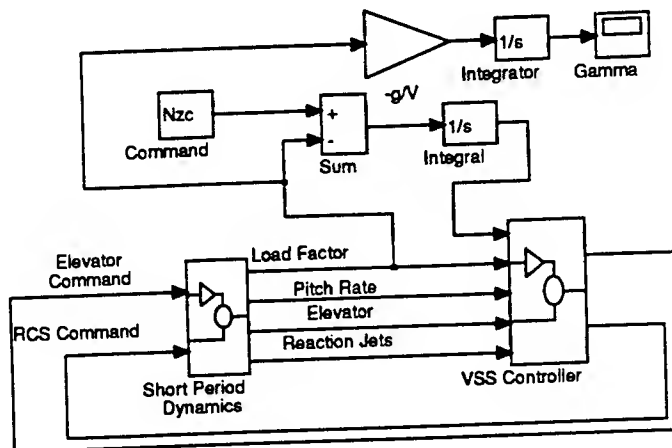 1/s
Integrator
Gamma
-g/V
Nzc
Command
+
-
Sum
1/s
Integral
Load Factor
Elevator
Command
Pitch Rate
RCS Command
Elevator
Reaction Jets
Short Period
Dynamics
VSS Controller